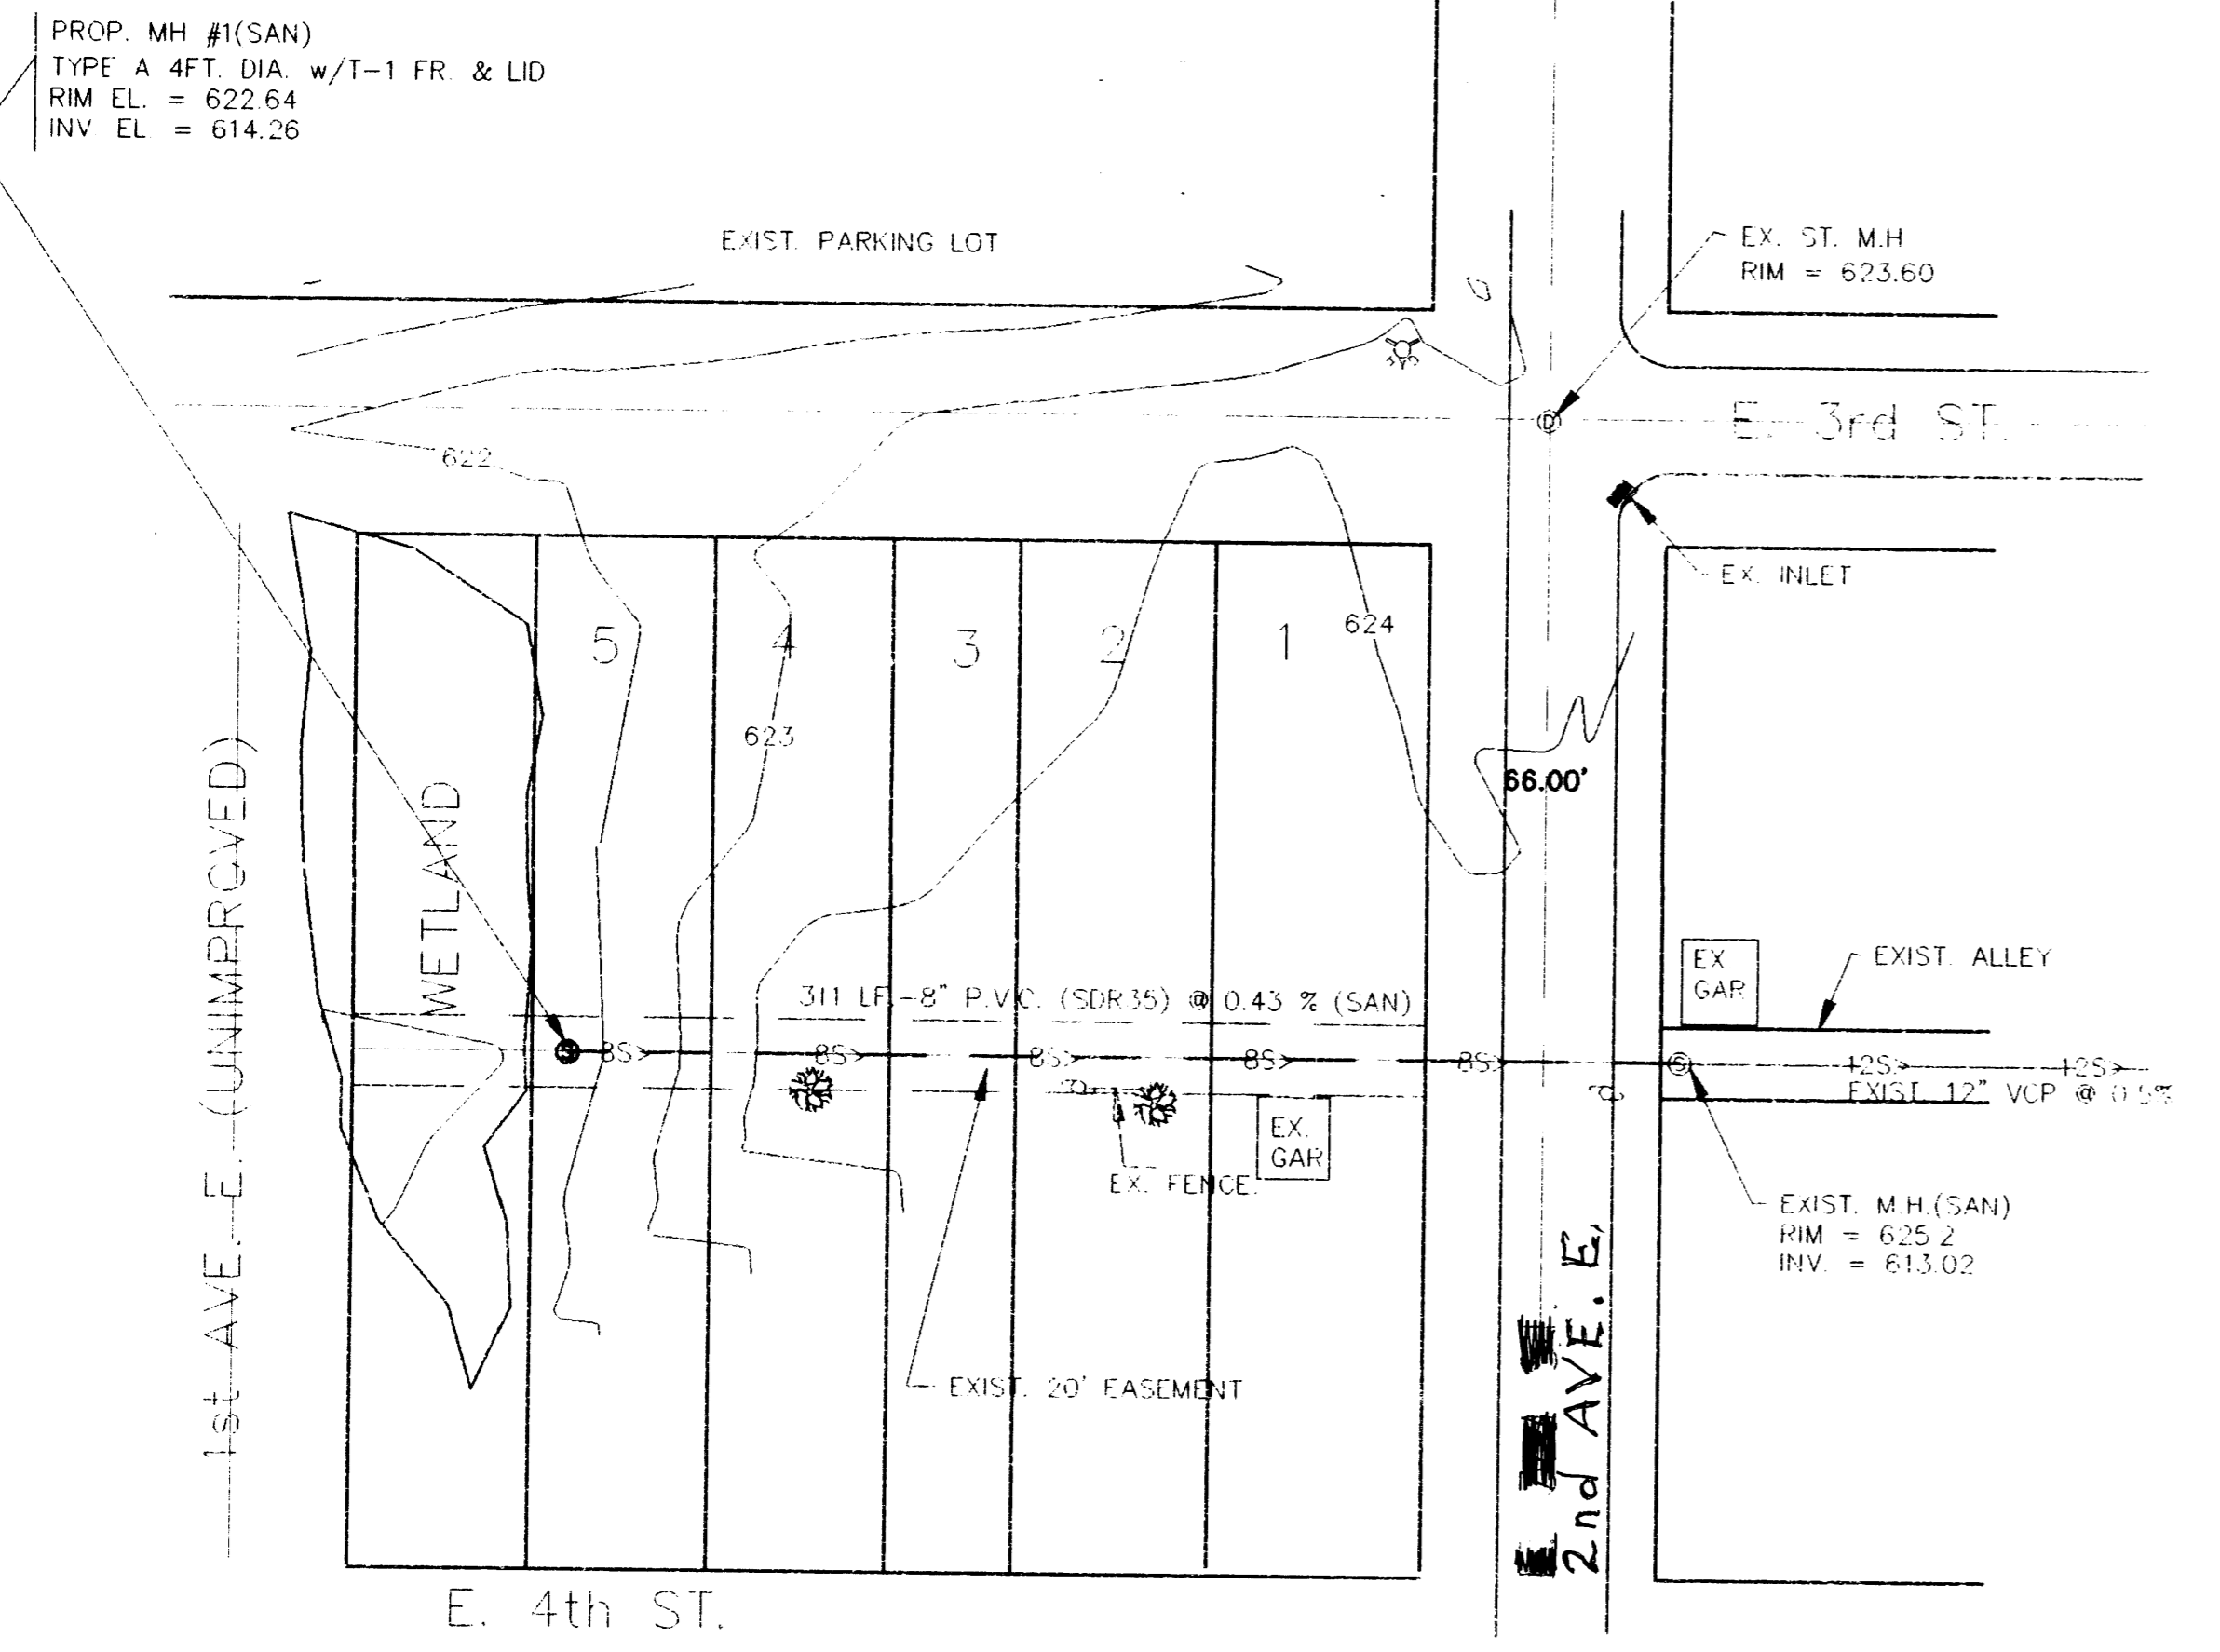 PROP. MH #1(SAN)
TYPE A 4FT. DIA. w/T-1 FR. & LID
RIM EL. = 622.64
INV EL = 614.26
EXIST. PARKING LOT
EX. ST. M.H
RIM = 623.60
E. 3rd ST.
622
EX. INLET
5
4
3
2
1
624
623
66.00'
WETLAND
1st AVE. E. (UNIMPROVED)
EX
GAR
EXIST. ALLEY
311 LF.-8" P.V.C. (SDR35) @ 0.43 % (SAN)
8S>
8S>
8S>
8S>
8S>
S
12S>
12S>
EXIST. 12" VCP @ 0.5%
EX.
GAR
EX. FENCE.
EXIST. M.H.(SAN)
RIM = 625.2
INV. = 613.02
EXIST. 20' EASEMENT
2nd AVE. E.
E. 4th ST.
D